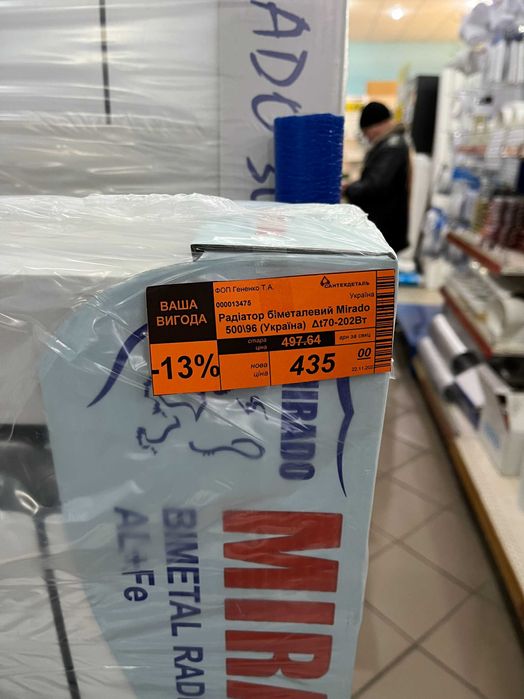 ADO
ФОП Гененко Т.А.
САНТЕХДЕТАЛЬ
000013475
Україна
ВАША ВИГОДА
Радіатор біметалевий Mirado
500\96 (Україна) Δt70-202Вт
-13%
стара ціна
497.64
грн за секц
нова ціна
435
00
MIRADO
BIMETAL RAD
AL+Fe
MIRA